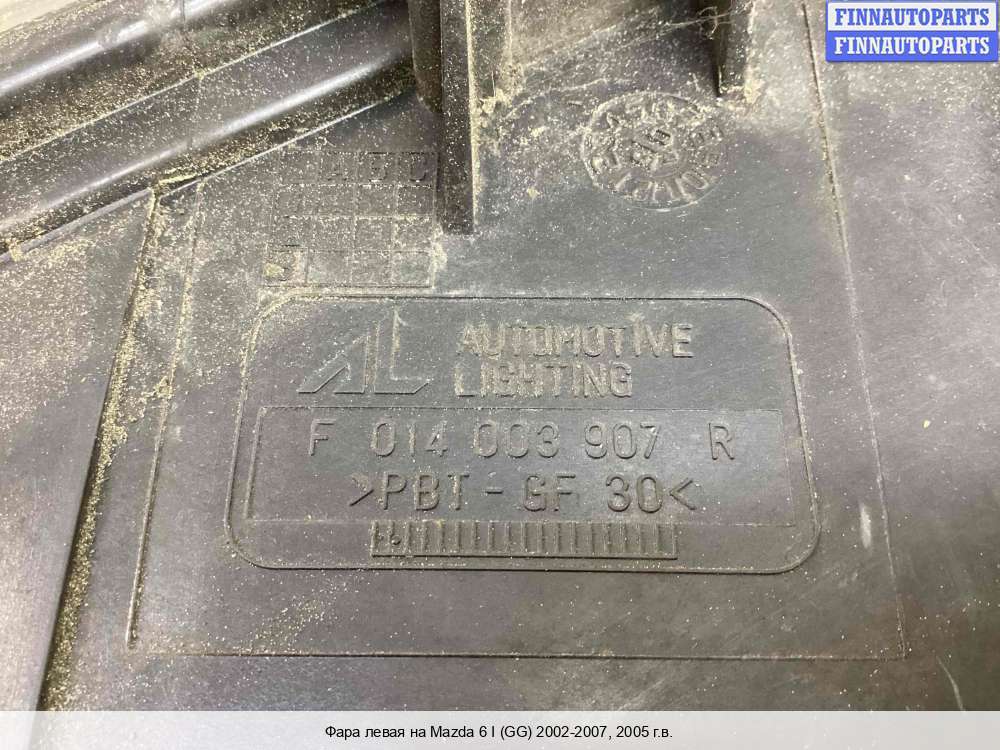 FINNAUTOPARTS
FINNAUTOPARTS
A B C
AL AUTOMOTIVE
LIGHTING
F 014 003 907 R
>PBT - GF 30<
Фара левая на Mazda 6 I (GG) 2002-2007, 2005 г.в.